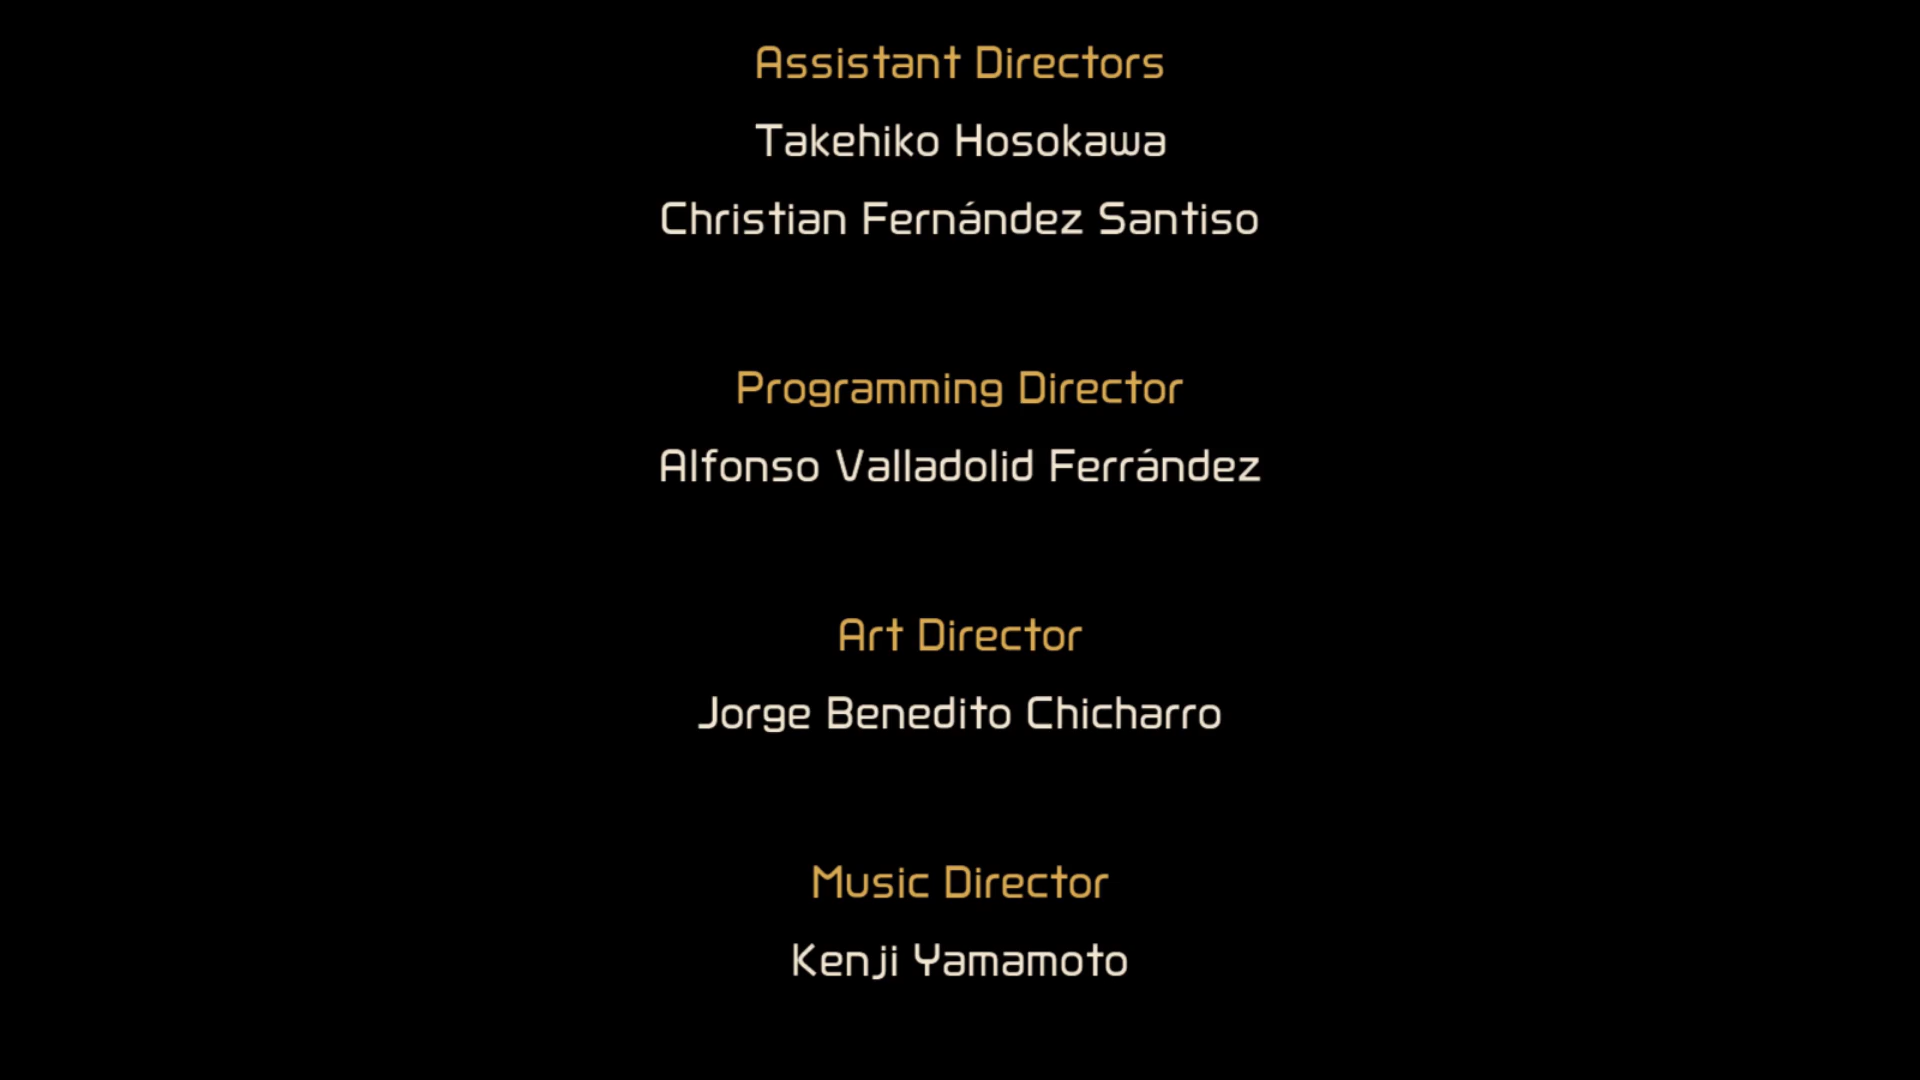 Assistant Directors
Takehiko Hosokawa
Christian Fernández Santiso
Programming Director
Alfonso Valladolid Ferrández
Art Director
Jorge Benedito Chicharro
Music Director
Kenji Yamamoto